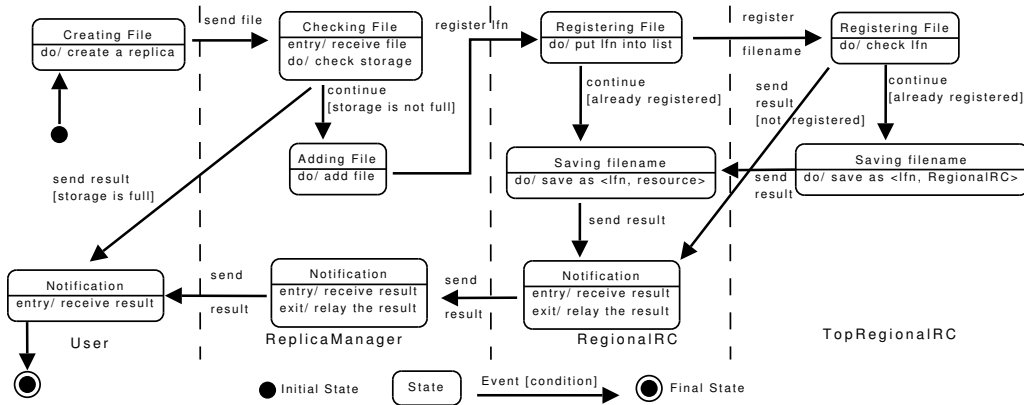 Creating File
do/ create a replica
send file
Checking File
entry/ receive file
do/ check storage
register lfn
Registering File
do/ put lfn into list
register
filename
Registering File
do/ check lfn
continue
[storage is not full]
continue
[already registered]
send
result
[not registered]
continue
[already registered]
Adding File
do/ add file
Saving filename
do/ save as <lfn, resource>
send
result
Saving filename
do/ save as <lfn, RegionalRC>
send result
[storage is full]
send result
Notification
entry/ receive result
send
result
Notification
entry/ receive result
exit/ relay the result
send
result
Notification
entry/ receive result
exit/ relay the result
User
ReplicaManager
RegionalRC
TopRegionalRC
Initial State
State
Event [condition]
Final State